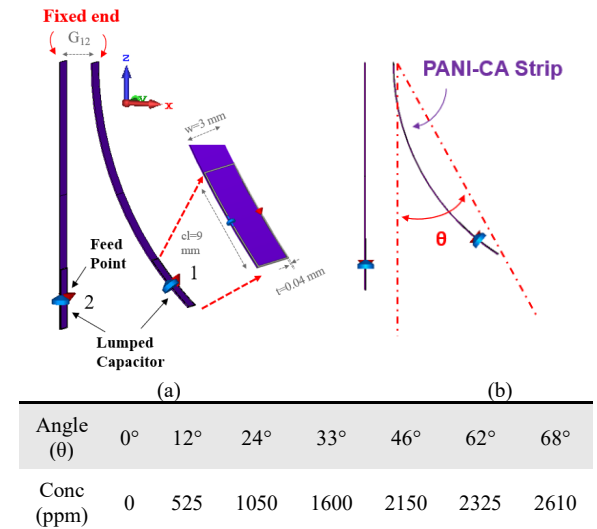 Fixed end
G12
z
y
x
w=3 mm
cl=9
mm
t=0.04 mm
Feed
Point
1
2
Lumped
Capacitor
(a)
PANI-CA Strip
θ
(b)
Angle (θ) 0° 12° 24° 33° 46° 62° 68°
Conc (ppm) 0 525 1050 1600 2150 2325 2610